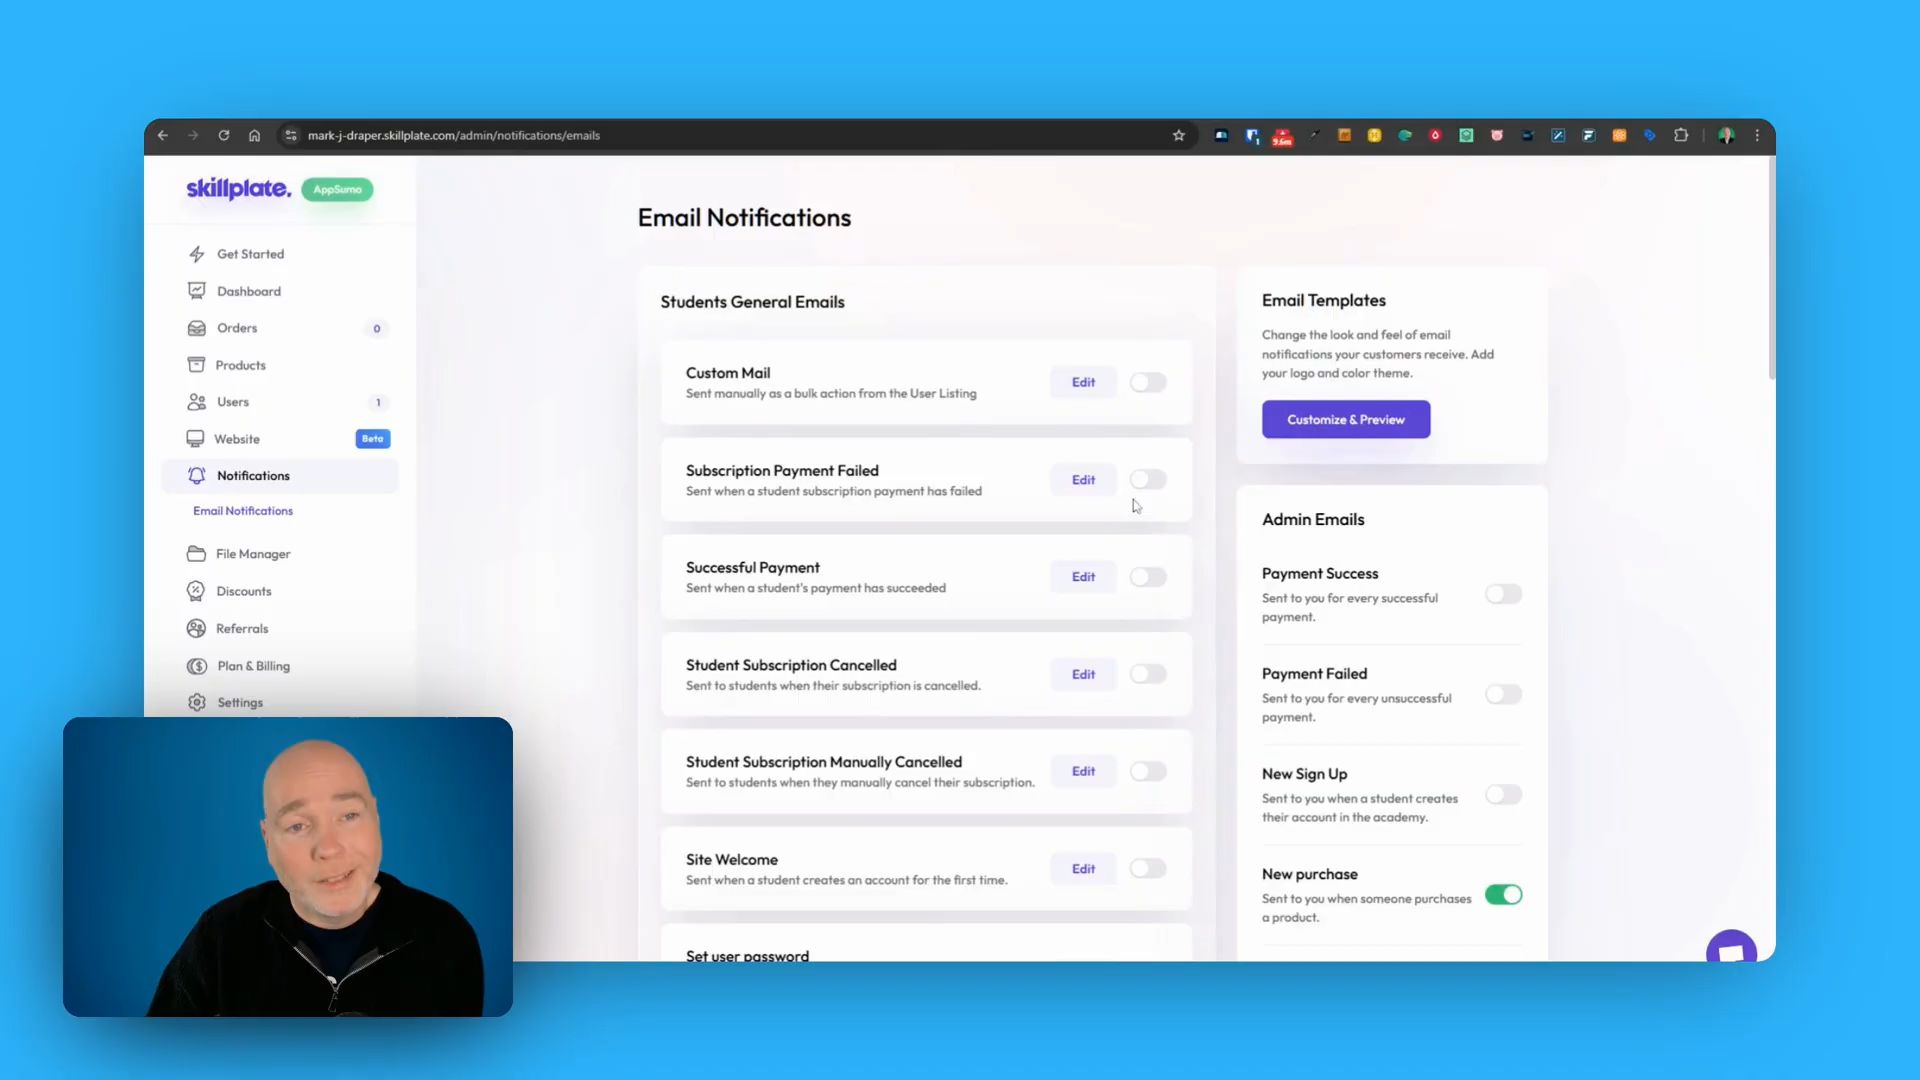 mark-j-draper.skillplate.com/admin/notifications/emails
1
9.6m
skillplate.
AppSumo
Get Started
Dashboard
Orders
0
Products
Users
1
Website
Beta
Notifications
Email Notifications
File Manager
Discounts
Referrals
Plan & Billing
Settings
Email Notifications
Students General Emails
Custom Mail
Sent manually as a bulk action from the User Listing
Edit
Subscription Payment Failed
Sent when a student subscription payment has failed
Edit
Successful Payment
Sent when a student's payment has succeeded
Edit
Student Subscription Cancelled
Sent to students when their subscription is cancelled.
Edit
Student Subscription Manually Cancelled
Sent to students when they manually cancel their subscription.
Edit
Site Welcome
Sent when a student creates an account for the first time.
Edit
Set user password
Email Templates
Change the look and feel of email
notifications your customers receive. Add
your logo and color theme.
Customize & Preview
Admin Emails
Payment Success
Sent to you for every successful
payment.
Payment Failed
Sent to you for every unsuccessful
payment.
New Sign Up
Sent to you when a student creates
their account in the academy.
New purchase
Sent to you when someone purchases
a product.